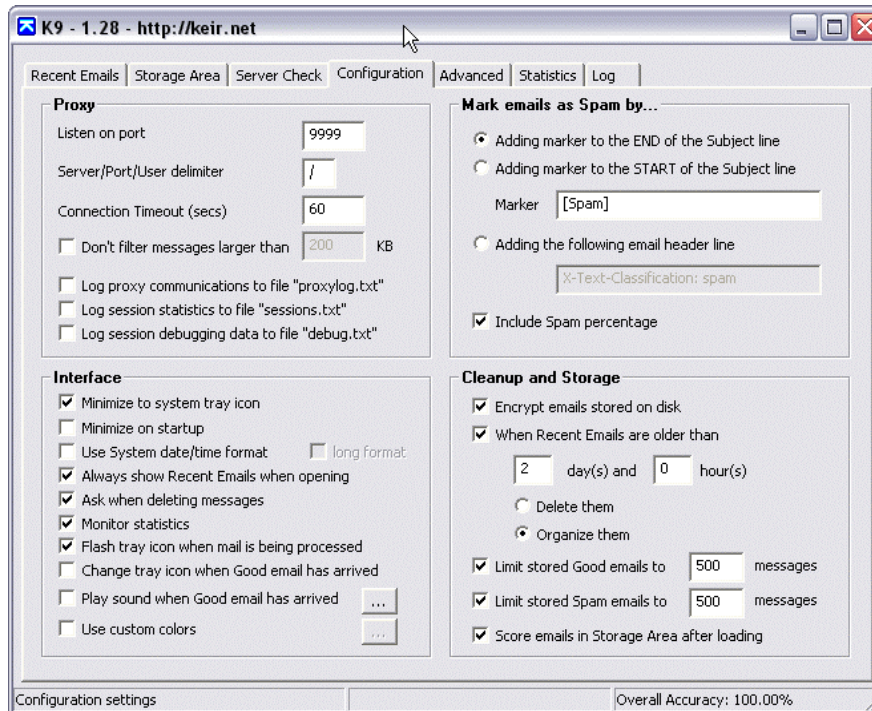 K9 - 1.28 - http://keir.net
Recent Emails Storage Area Server Check Configuration Advanced Statistics Log
Proxy
Listen on port 9999
Server/Port/User delimiter /
Connection Timeout (secs) 60
Don't filter messages larger than 200 KB
Log proxy communications to file "proxylog.txt"
Log session statistics to file "sessions.txt"
Log session debugging data to file "debug.txt"
Mark emails as Spam by...
Adding marker to the END of the Subject line
Adding marker to the START of the Subject line
Marker [Spam]
Adding the following email header line
X-Text-Classification: spam
Include Spam percentage
Interface
Minimize to system tray icon
Minimize on startup
Use System date/time format long format
Always show Recent Emails when opening
Ask when deleting messages
Monitor statistics
Flash tray icon when mail is being processed
Change tray icon when Good email has arrived
Play sound when Good email has arrived ...
Use custom colors ...
Cleanup and Storage
Encrypt emails stored on disk
When Recent Emails are older than
2 day(s) and 0 hour(s)
Delete them
Organize them
Limit stored Good emails to 500 messages
Limit stored Spam emails to 500 messages
Score emails in Storage Area after loading
Configuration settings Overall Accuracy: 100.00%